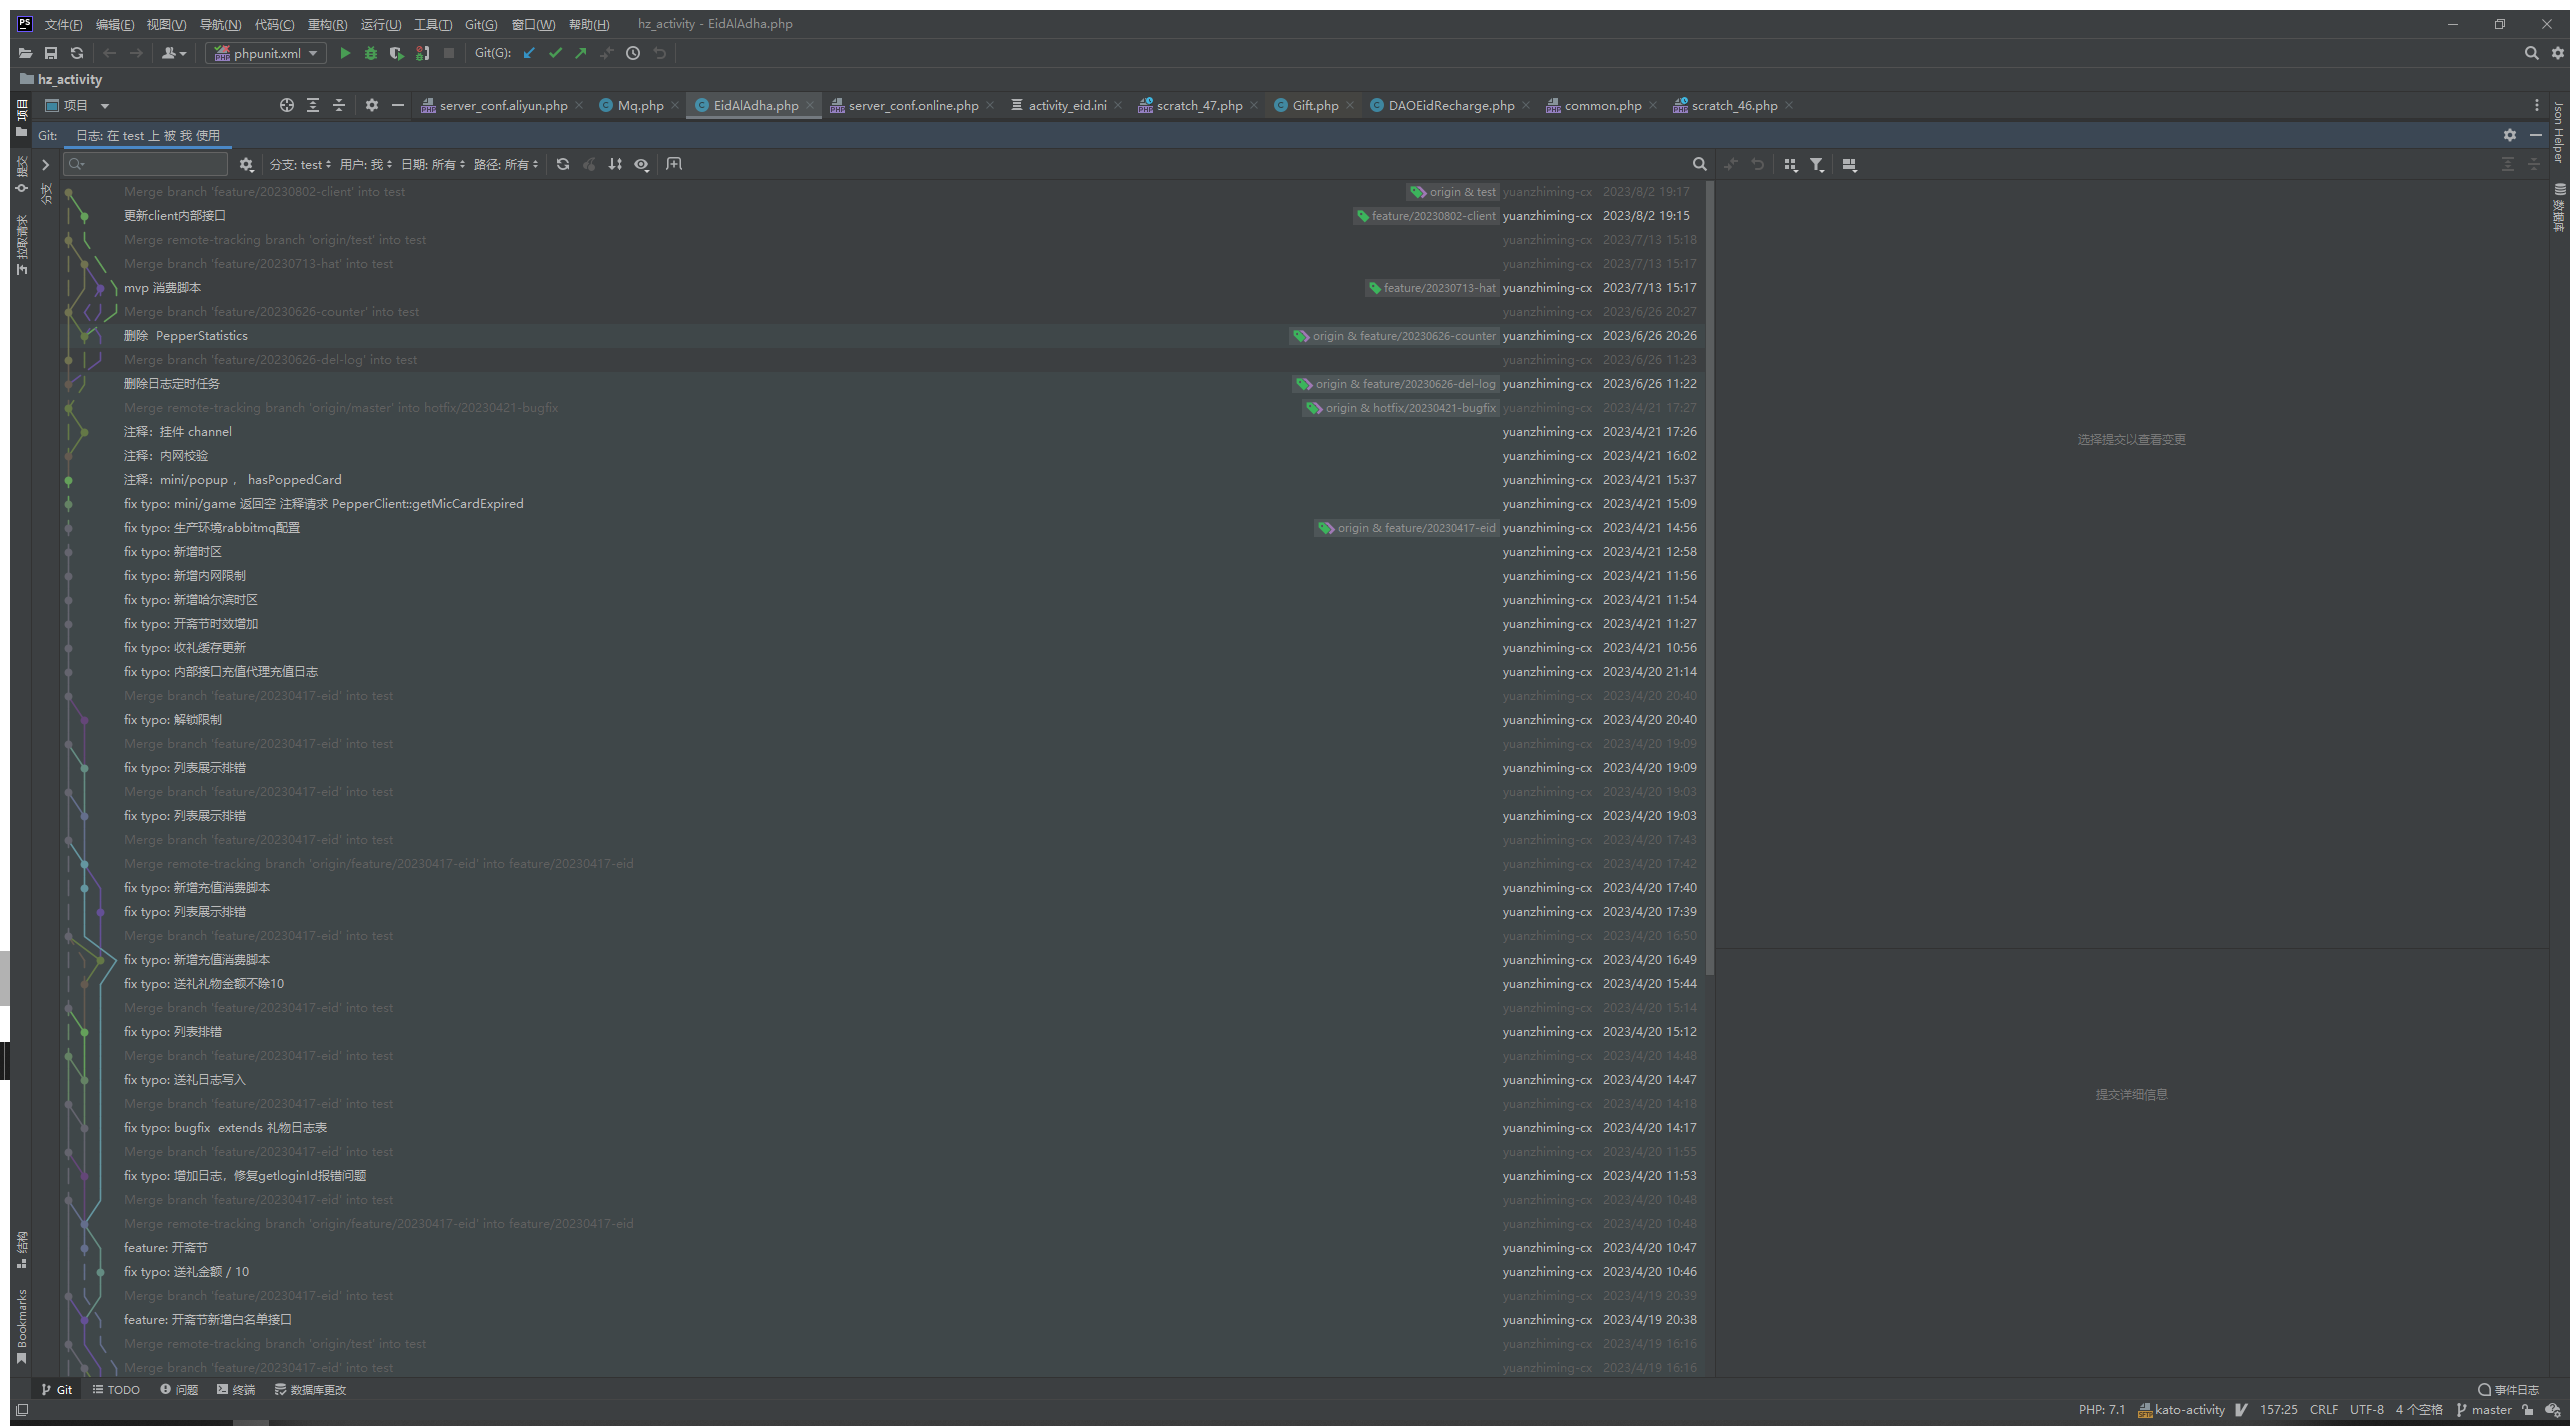 文件(F) 编辑(E) 视图(V) 导航(N) 代码(C) 重构(R) 运行(U) 工具(T) Git(G) 窗口(W) 帮助(H) hz_activity - EidAlAdha.php
phpunit.xml Git(G):
hz_activity
项目 server_conf.aliyun.php Mq.php EidAlAdha.php server_conf.online.php activity_eid.ini scratch_47.php Gift.php DAOEidRecharge.php common.php scratch_46.php
Git: 日志: 在 test 上 被 我 使用
分支: test 用户: 我 日期: 所有 路径: 所有
Merge branch 'feature/20230802-client' into test origin & test yuanzhiming-cx 2023/8/2 19:17
更新client内部接口 feature/20230802-client yuanzhiming-cx 2023/8/2 19:15
Merge remote-tracking branch 'origin/test' into test yuanzhiming-cx 2023/7/13 15:18
Merge branch 'feature/20230713-hat' into test yuanzhiming-cx 2023/7/13 15:17
mvp 消费脚本 feature/20230713-hat yuanzhiming-cx 2023/7/13 15:17
Merge branch 'feature/20230626-counter' into test yuanzhiming-cx 2023/6/26 20:27
删除 PepperStatistics origin & feature/20230626-counter yuanzhiming-cx 2023/6/26 20:26
Merge branch 'feature/20230626-del-log' into test yuanzhiming-cx 2023/6/26 11:23
删除日志定时任务 origin & feature/20230626-del-log yuanzhiming-cx 2023/6/26 11:22
Merge remote-tracking branch 'origin/master' into hotfix/20230421-bugfix origin & hotfix/20230421-bugfix yuanzhiming-cx 2023/4/21 17:27
注释：挂件 channel yuanzhiming-cx 2023/4/21 17:26
注释：内网校验 yuanzhiming-cx 2023/4/21 16:02
注释：mini/popup ，hasPoppedCard yuanzhiming-cx 2023/4/21 15:37
fix typo: mini/game 返回空 注释请求 PepperClient::getMicCardExpired yuanzhiming-cx 2023/4/21 15:09
fix typo: 生产环境rabbitmq配置 origin & feature/20230417-eid yuanzhiming-cx 2023/4/21 14:56
fix typo: 新增时区 yuanzhiming-cx 2023/4/21 12:58
fix typo: 新增内网限制 yuanzhiming-cx 2023/4/21 11:56
fix typo: 新增哈尔滨时区 yuanzhiming-cx 2023/4/21 11:54
fix typo: 开斋节时效增加 yuanzhiming-cx 2023/4/21 11:27
fix typo: 收礼缓存更新 yuanzhiming-cx 2023/4/21 10:56
fix typo: 内部接口充值代理充值日志 yuanzhiming-cx 2023/4/20 21:14
Merge branch 'feature/20230417-eid' into test yuanzhiming-cx 2023/4/20 20:40
fix typo: 解锁限制 yuanzhiming-cx 2023/4/20 20:40
Merge branch 'feature/20230417-eid' into test yuanzhiming-cx 2023/4/20 19:09
fix typo: 列表展示排错 yuanzhiming-cx 2023/4/20 19:09
Merge branch 'feature/20230417-eid' into test yuanzhiming-cx 2023/4/20 19:03
fix typo: 列表展示排错 yuanzhiming-cx 2023/4/20 19:03
Merge branch 'feature/20230417-eid' into test yuanzhiming-cx 2023/4/20 17:43
Merge remote-tracking branch 'origin/feature/20230417-eid' into feature/20230417-eid yuanzhiming-cx 2023/4/20 17:42
fix typo: 新增充值消费脚本 yuanzhiming-cx 2023/4/20 17:40
fix typo: 列表展示排错 yuanzhiming-cx 2023/4/20 17:39
Merge branch 'feature/20230417-eid' into test yuanzhiming-cx 2023/4/20 16:50
fix typo: 新增充值消费脚本 yuanzhiming-cx 2023/4/20 16:49
fix typo: 送礼礼物金额不除10 yuanzhiming-cx 2023/4/20 15:44
Merge branch 'feature/20230417-eid' into test yuanzhiming-cx 2023/4/20 15:14
fix typo: 列表排错 yuanzhiming-cx 2023/4/20 15:12
Merge branch 'feature/20230417-eid' into test yuanzhiming-cx 2023/4/20 14:48
fix typo: 送礼日志写入 yuanzhiming-cx 2023/4/20 14:47
Merge branch 'feature/20230417-eid' into test yuanzhiming-cx 2023/4/20 14:18
fix typo: bugfix extends 礼物日志表 yuanzhiming-cx 2023/4/20 14:17
Merge branch 'feature/20230417-eid' into test yuanzhiming-cx 2023/4/20 11:55
fix typo: 增加日志，修复getloginId报错问题 yuanzhiming-cx 2023/4/20 11:53
Merge branch 'feature/20230417-eid' into test yuanzhiming-cx 2023/4/20 10:48
Merge remote-tracking branch 'origin/feature/20230417-eid' into feature/20230417-eid yuanzhiming-cx 2023/4/20 10:48
feature: 开斋节 yuanzhiming-cx 2023/4/20 10:47
fix typo: 送礼金额 / 10 yuanzhiming-cx 2023/4/20 10:46
Merge branch 'feature/20230417-eid' into test yuanzhiming-cx 2023/4/19 20:39
feature: 开斋节新增白名单接口 yuanzhiming-cx 2023/4/19 20:38
Merge remote-tracking branch 'origin/test' into test yuanzhiming-cx 2023/4/19 16:16
Merge branch 'feature/20230417-eid' into test yuanzhiming-cx 2023/4/19 16:16
选择提交以查看变更
提交详细信息
项目
提交
拉取请求
分支
结构
Bookmarks
Json Helper
数据库
Git TODO 问题 终端 数据库更改 事件日志
PHP: 7.1 kato-activity 157:25 CRLF UTF-8 4 个空格 master